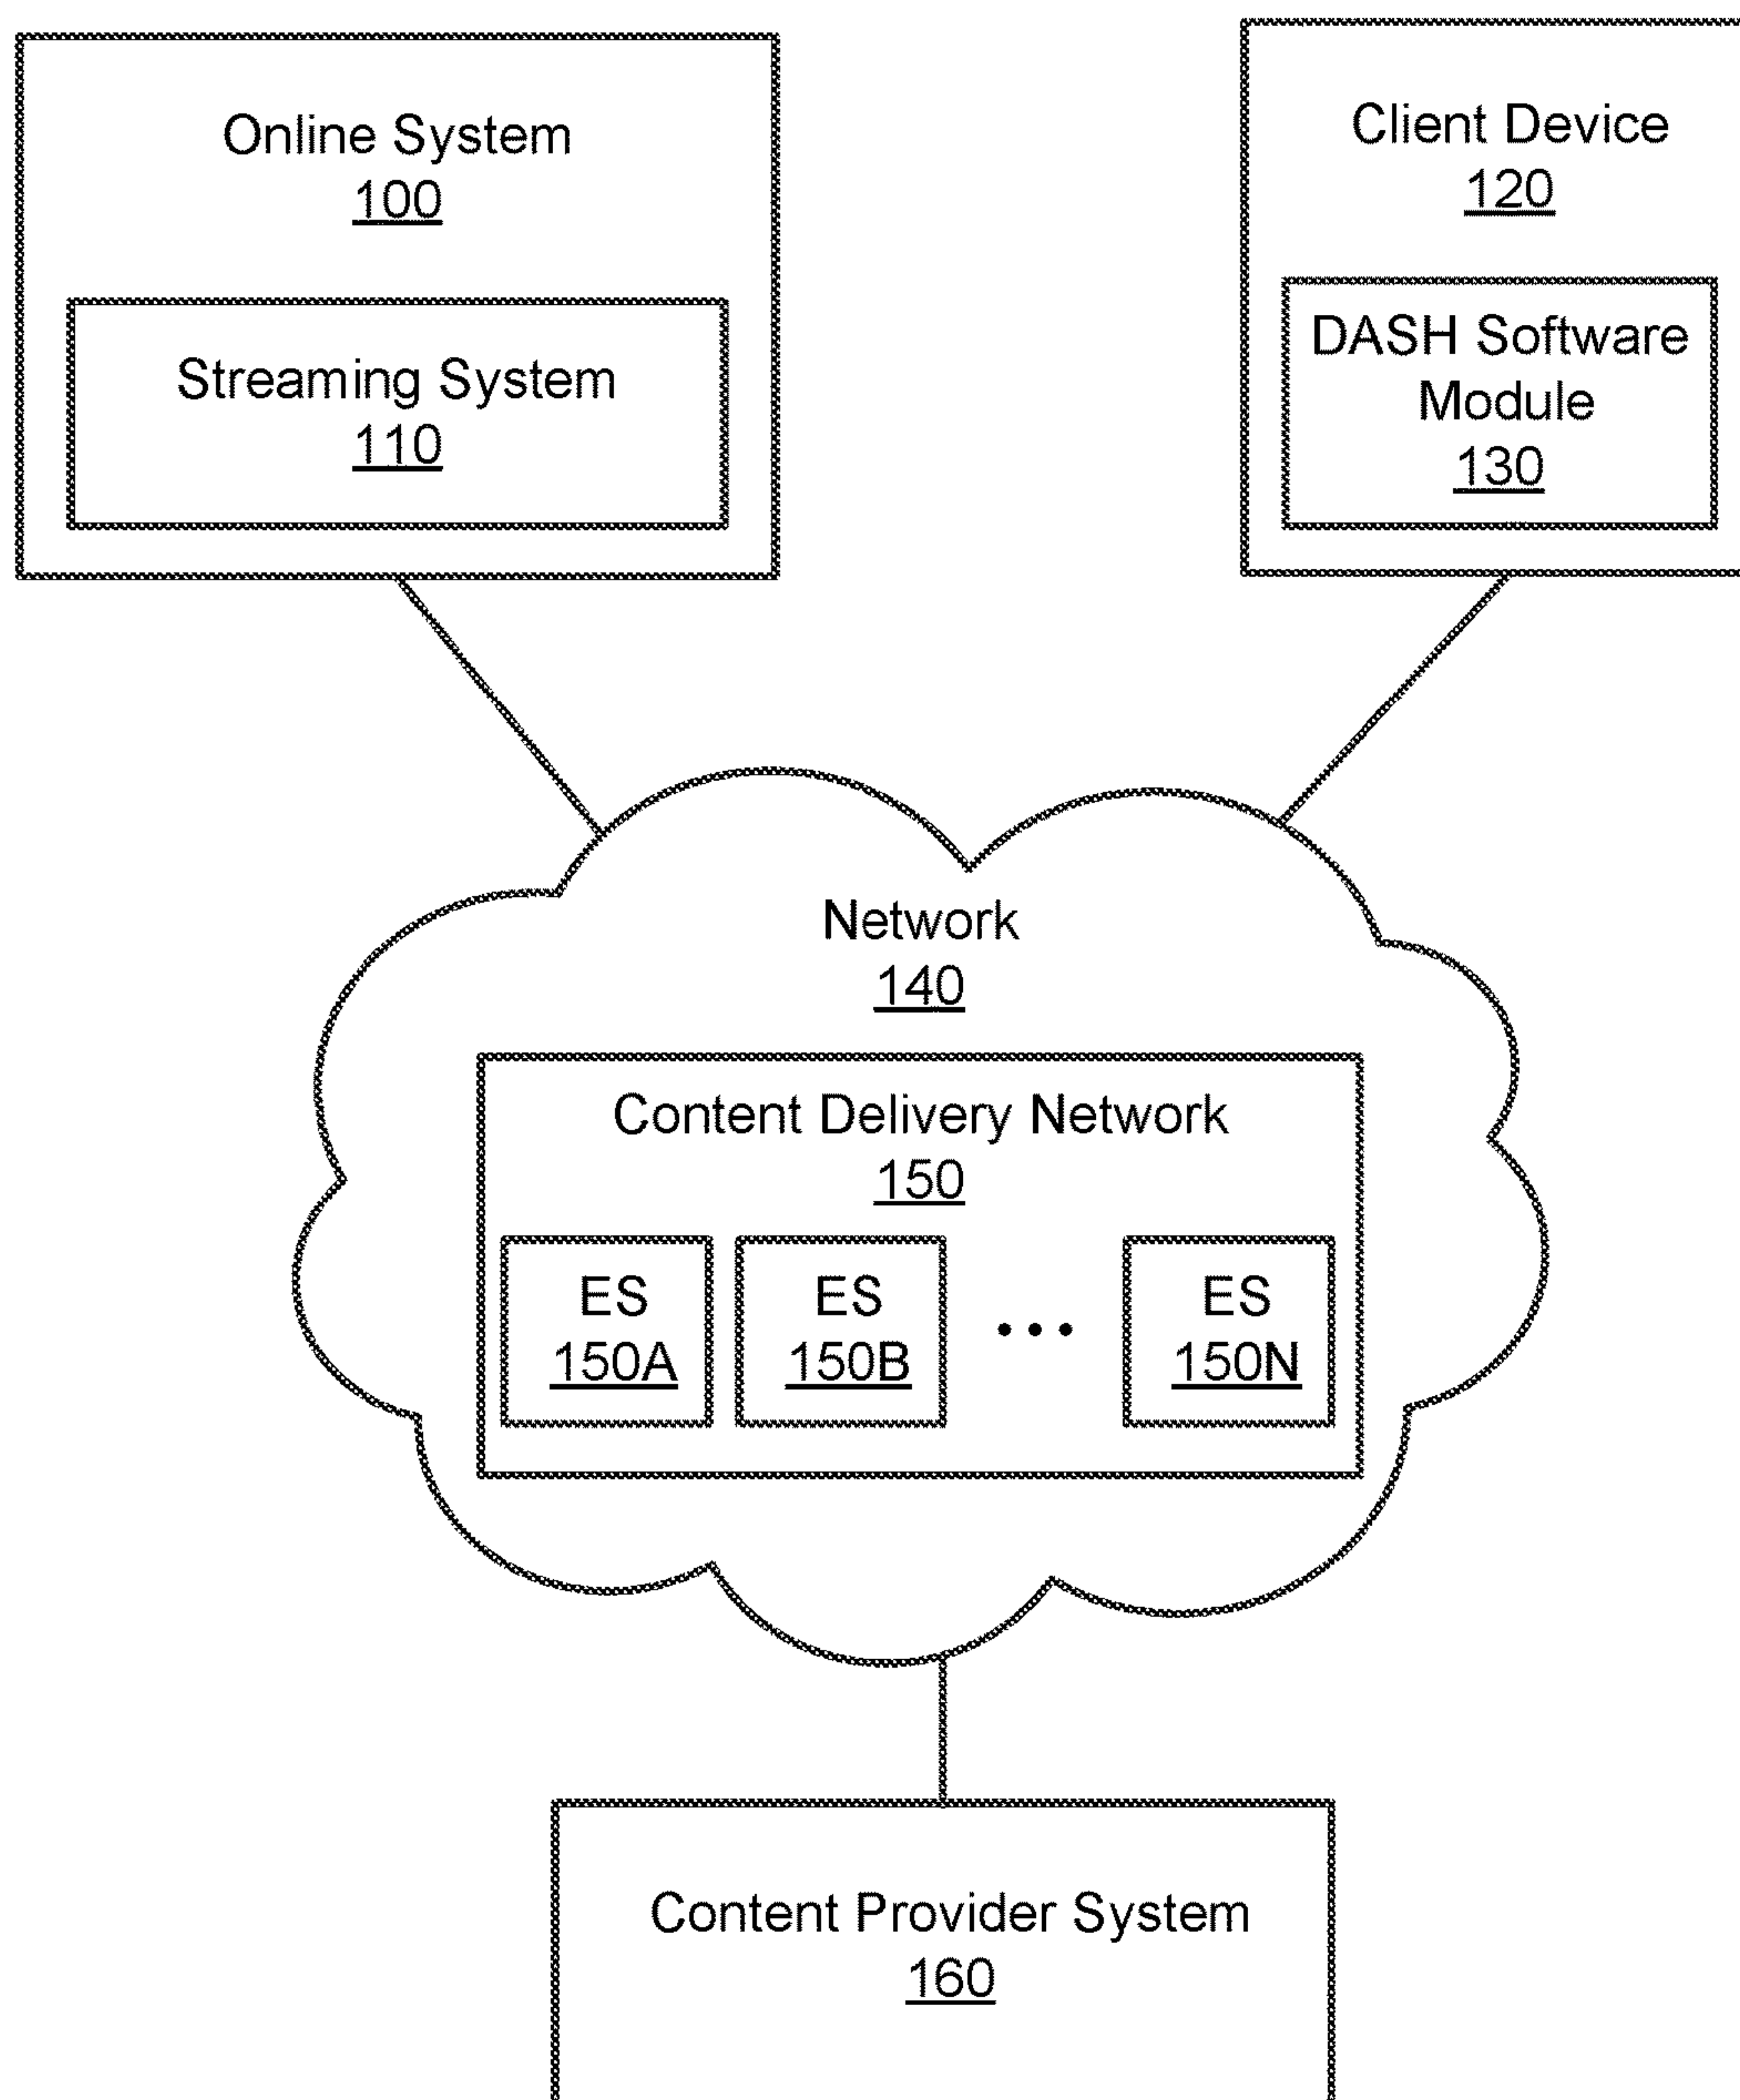 Online System
100
Streaming System
110
Client Device
120
DASH Software
Module
130
Network
140
Content Delivery Network
150
ES
150A
ES
150B
• • •
ES
150N
Content Provider System
160